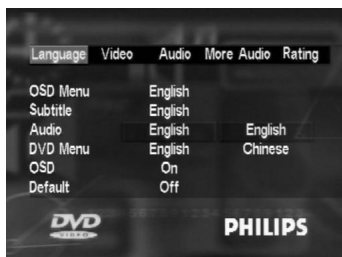 Language Video Audio More Audio Rating
OSD Menu English
Subtitle English
Audio English English
DVD Menu English Chinese
OSD On
Default Off
DVD PHILIPS
VIDEO